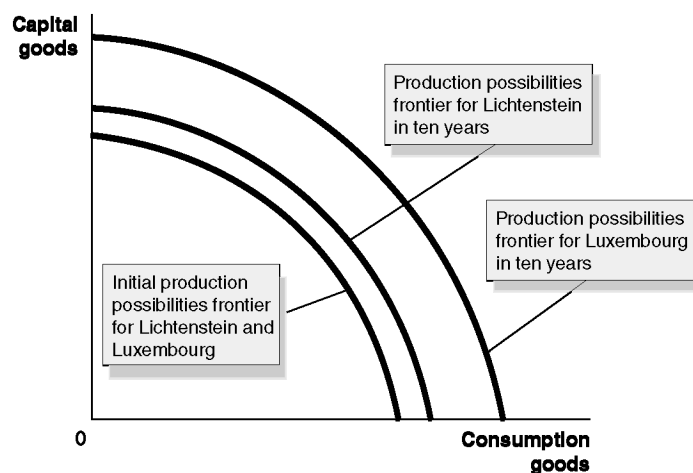 Capital
goods
Production possibilities
frontier for Lichtenstein
in ten years
Production possibilities
frontier for Luxembourg
in ten years
Initial production
possibilities frontier
for Lichtenstein and
Luxembourg
0
Consumption
goods